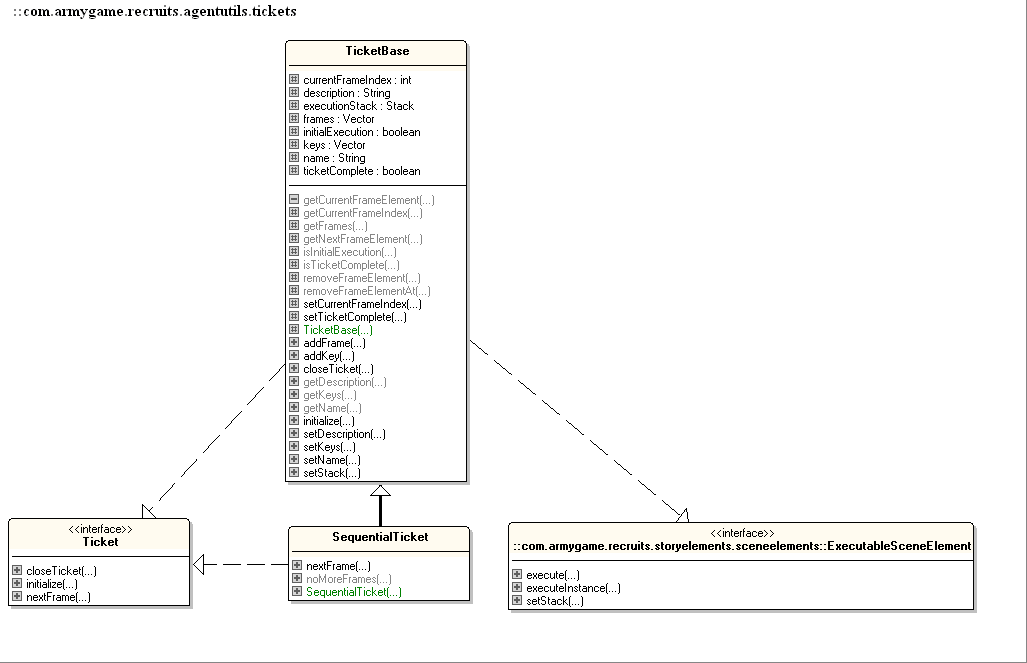 ::com.armygame.recruits.agentutils.tickets
TicketBase
currentFrameIndex : int
description : String
executionStack : Stack
frames : Vector
initialExecution : boolean
keys : Vector
name : String
ticketComplete : boolean
getCurrentFrameElement(...)
getCurrentFrameIndex(...)
getFrames(...)
getNextFrameElement(...)
isInitialExecution(...)
isTicketComplete(...)
removeFrameElement(...)
removeFrameElementAt(...)
setCurrentFrameIndex(...)
setTicketComplete(...)
TicketBase(...)
addFrame(...)
addKey(...)
closeTicket(...)
getDescription(...)
getKeys(...)
getName(...)
initialize(...)
setDescription(...)
setKeys(...)
setName(...)
setStack(...)
<<interface>>
Ticket
closeTicket(...)
initialize(...)
nextFrame(...)
SequentialTicket
nextFrame(...)
noMoreFrames(...)
SequentialTicket(...)
<<interface>>
::com.armygame.recruits.storyelements.sceneelements::ExecutableSceneElement
execute(...)
executeInstance(...)
setStack(...)